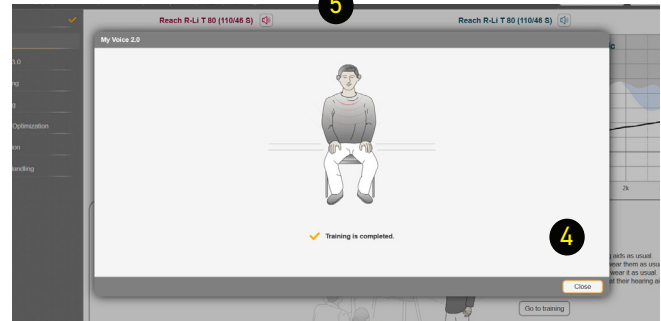 5
Reach R-Li T 80 (110/46 S)
Reach R-Li T 80 (110/46 S)
My Voice 2.0
Optimization
Training is completed.
4
2k
aids as usual.
wear them as usu
wear it as usual.
at their hearing ai
Close
Go to training